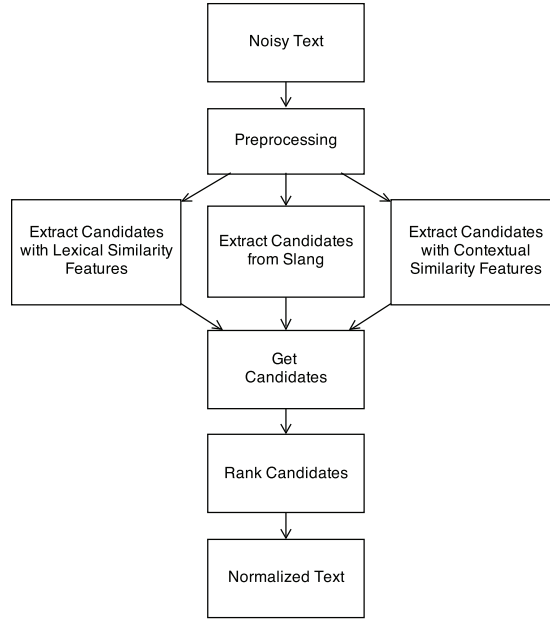 Noisy Text
Preprocessing
Extract Candidates
with Lexical Similarity
Features
Extract Candidates
from Slang
Extract Candidates
with Contextual
Similarity Features
Get
Candidates
Rank Candidates
Normalized Text